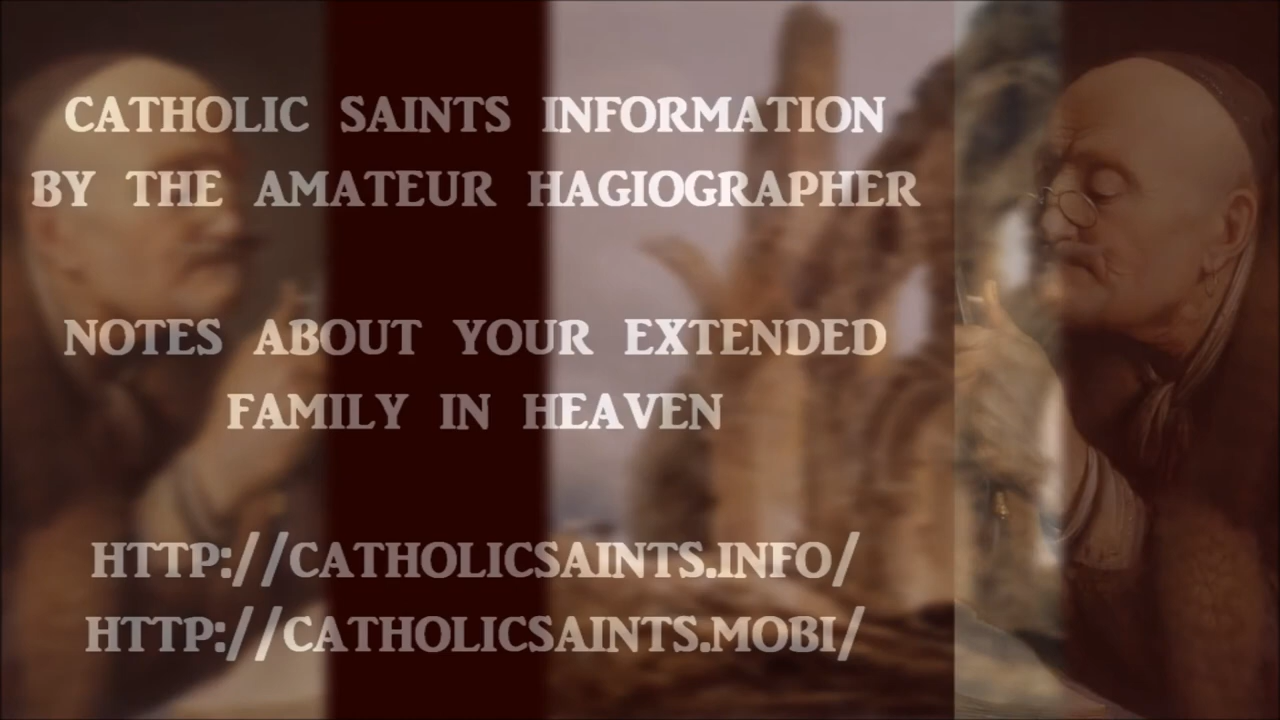 CATHOLIC SAINTS INFORMATION
BY THE AMATEUR HAGIOGRAPHER
NOTES ABOUT YOUR EXTENDED
FAMILY IN HEAVEN
HTTP://CATHOLICSAINTS.INFO/
HTTP://CATHOLICSAINTS.MOBI/